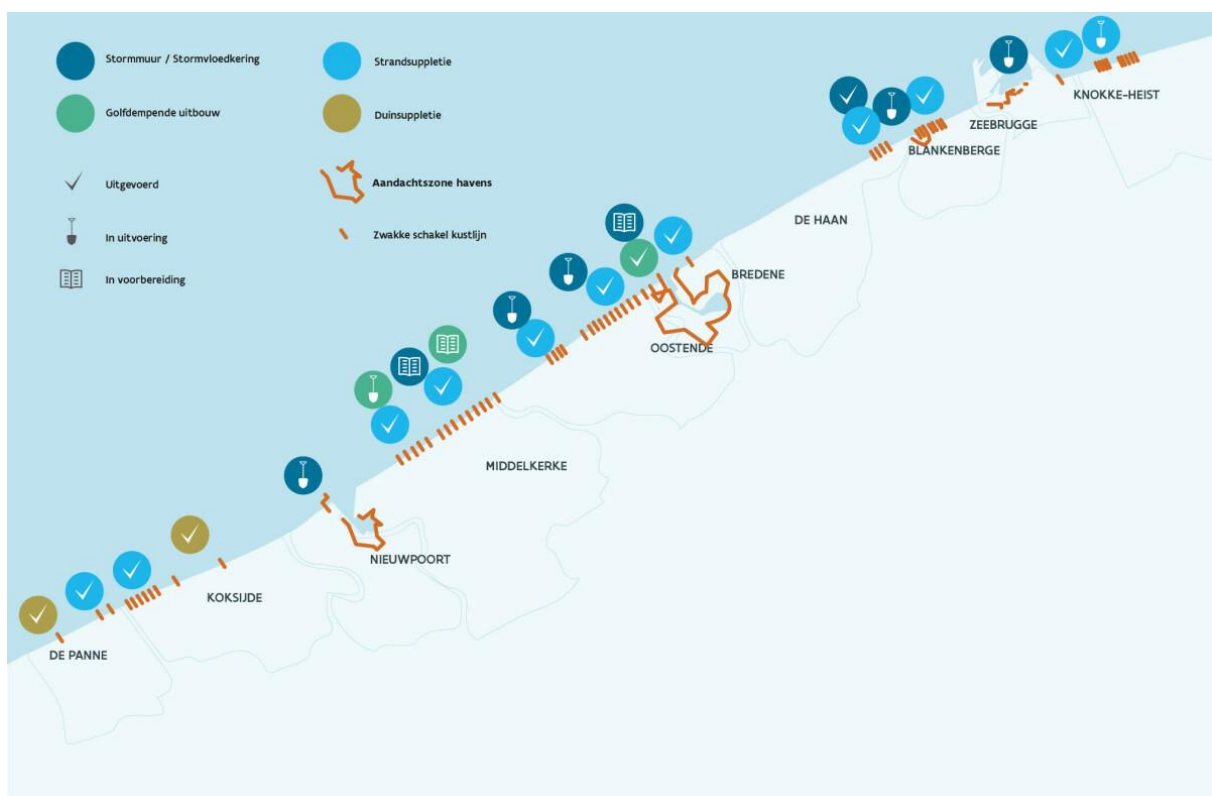 Stormmuur / Stormvloedkering
Strandsuppletie
Golfdempende uitbouw
Duinsuppletie
Uitgevoerd
Aandachtszone havens
In uitvoering
Zwakke schakel kustlijn
In voorbereiding
KNOKKE-HEIST
ZEEBRUGGE
BLANKENBERGE
DE HAAN
BREDENE
OOSTENDE
MIDDELKERKE
NIEUWPOORT
KOKSIJDE
DE PANNE